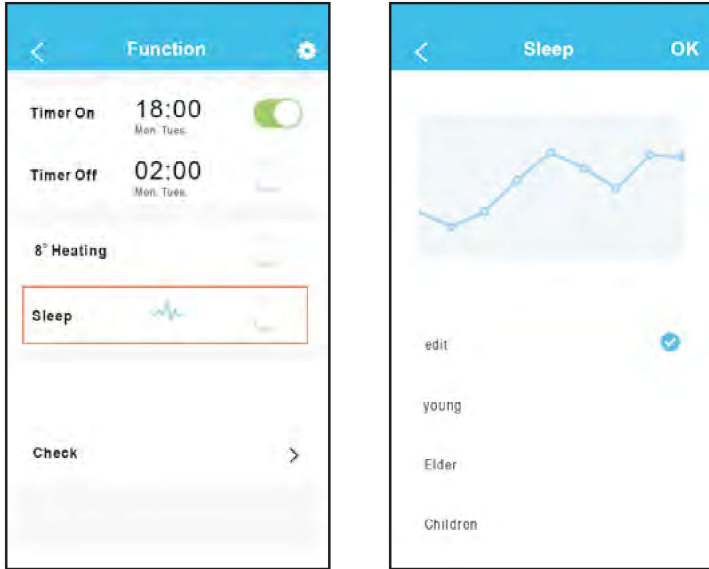 Function
Timer On 18:00
Mon. Tues.
Timer Off 02:00
Mon. Tues.
8° Heating
Sleep
Check
Sleep OK
edit
young
Elder
Children